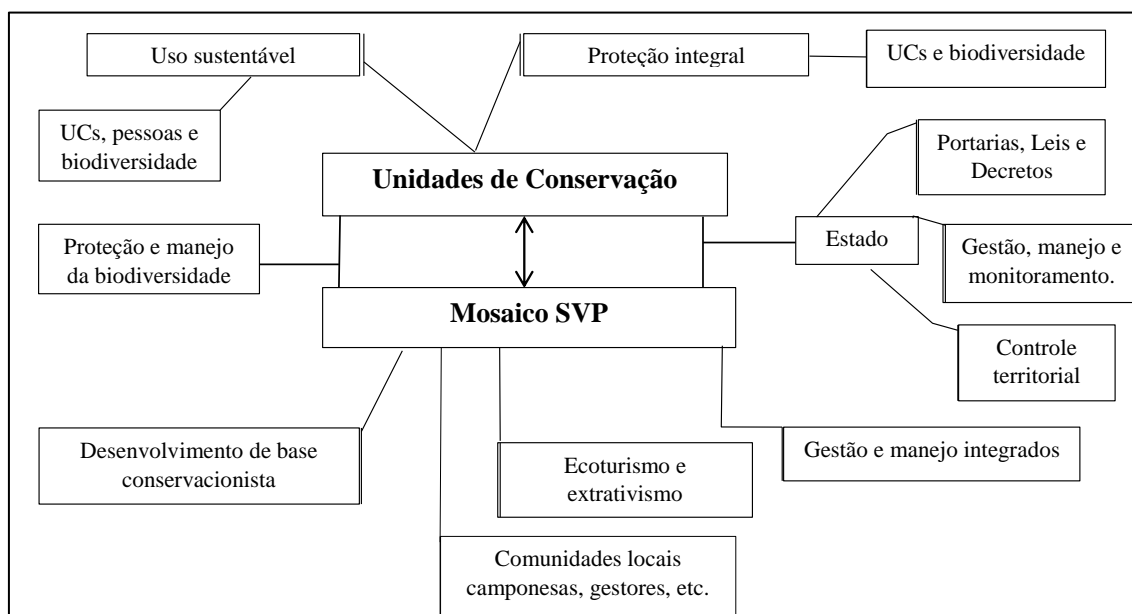 Uso sustentável
Proteção integral
UCs e biodiversidade
UCs, pessoas e
biodiversidade
Portarias, Leis e
Decretos
Unidades de Conservação
Proteção e manejo
da biodiversidade
Estado
Gestão, manejo e
monitoramento.
Mosaico SVP
Controle
territorial
Desenvolvimento de base
conservacionista
Ecoturismo e
extrativismo
Gestão e manejo integrados
Comunidades locais
camponesas, gestores, etc.